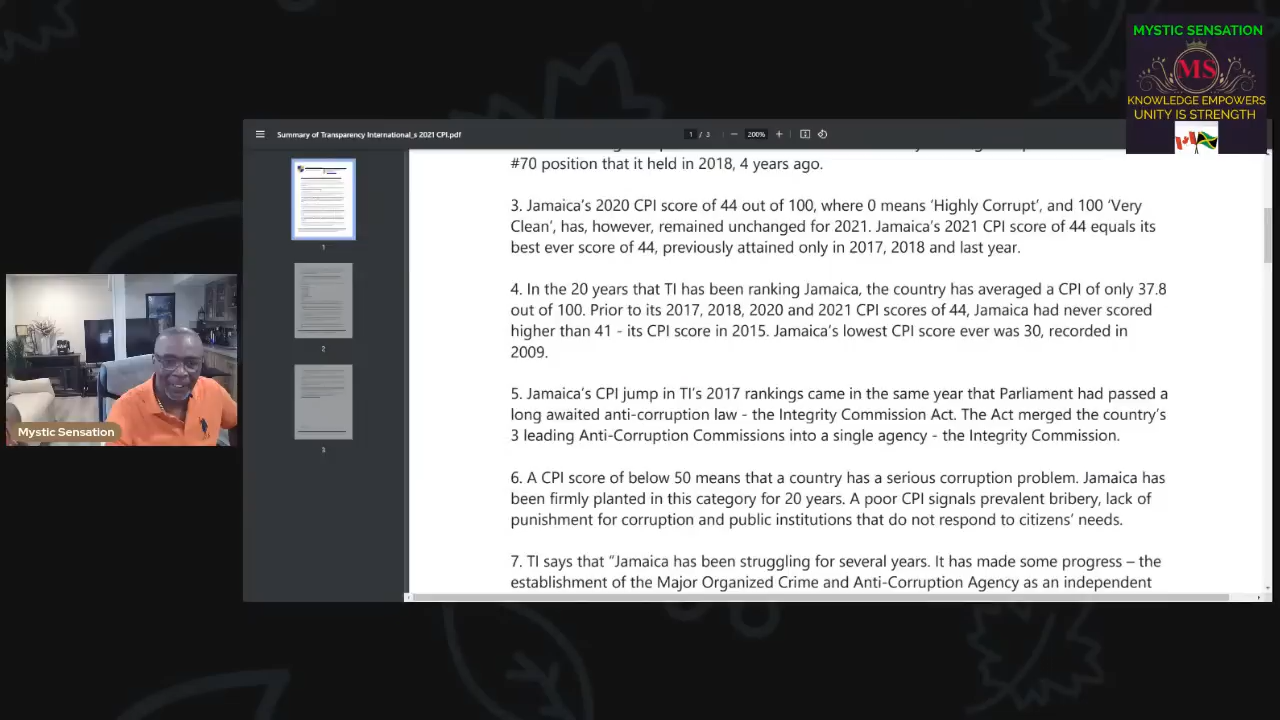 MYSTIC SENSATION
MS
KNOWLEDGE EMPOWERS
UNITY IS STRENGTH
Summary of Transparency International_s 2021 CPI.pdf
1 / 3
200%
#70 position that it held in 2018, 4 years ago.
3. Jamaica's 2020 CPI score of 44 out of 100, where 0 means 'Highly Corrupt', and 100 'Very
Clean', has, however, remained unchanged for 2021. Jamaica's 2021 CPI score of 44 equals its
best ever score of 44, previously attained only in 2017, 2018 and last year.
4. In the 20 years that TI has been ranking Jamaica, the country has averaged a CPI of only 37.8
out of 100. Prior to its 2017, 2018, 2020 and 2021 CPI scores of 44, Jamaica had never scored
higher than 41 - its CPI score in 2015. Jamaica's lowest CPI score ever was 30, recorded in
2009.
5. Jamaica's CPI jump in TI's 2017 rankings came in the same year that Parliament had passed a
long awaited anti-corruption law - the Integrity Commission Act. The Act merged the country's
3 leading Anti-Corruption Commissions into a single agency - the Integrity Commission.
6. A CPI score of below 50 means that a country has a serious corruption problem. Jamaica has
been firmly planted in this category for 20 years. A poor CPI signals prevalent bribery, lack of
punishment for corruption and public institutions that do not respond to citizens' needs.
7. TI says that "Jamaica has been struggling for several years. It has made some progress – the
establishment of the Major Organized Crime and Anti-Corruption Agency as an independent
1
2
3
Mystic Sensation